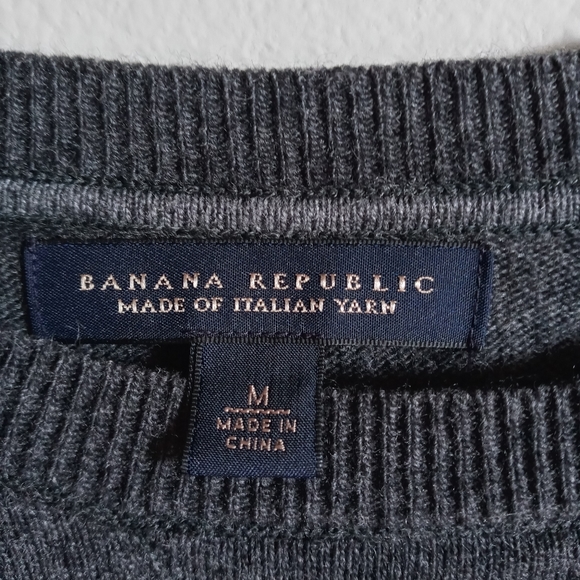 BANANA REPUBLIC
MADE OF ITALIAN YARN
M
MADE IN
CHINA